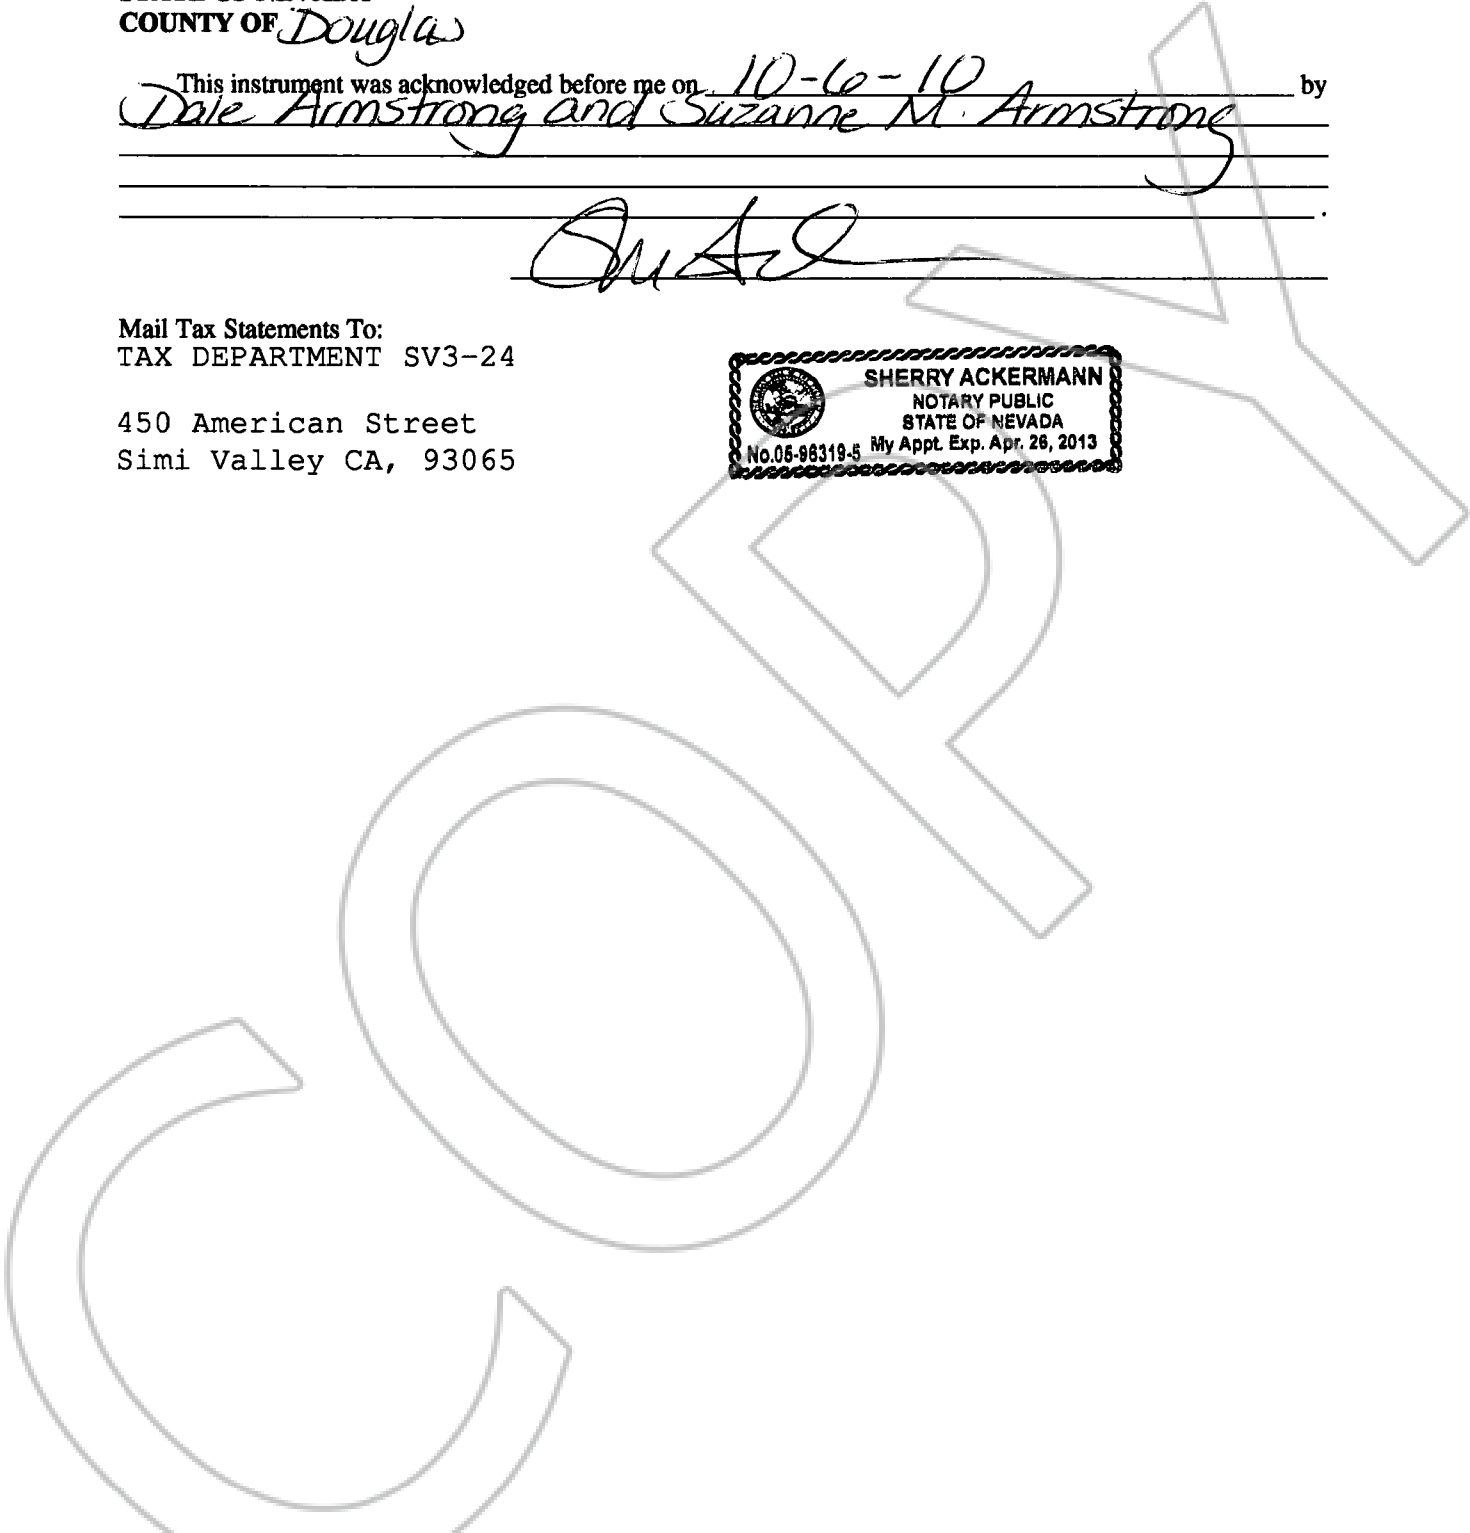 COUNTY OF Douglas
This instrument was acknowledged before me on 10-6-10 by
Dale Armstrong and Suzanne M. Armstrong
Mail Tax Statements To:
TAX DEPARTMENT SV3-24
450 American Street
Simi Valley CA, 93065
SHERRY ACKERMANN
NOTARY PUBLIC
STATE OF NEVADA
No.05-96319-5 My Appt. Exp. Apr. 26, 2013
COPY